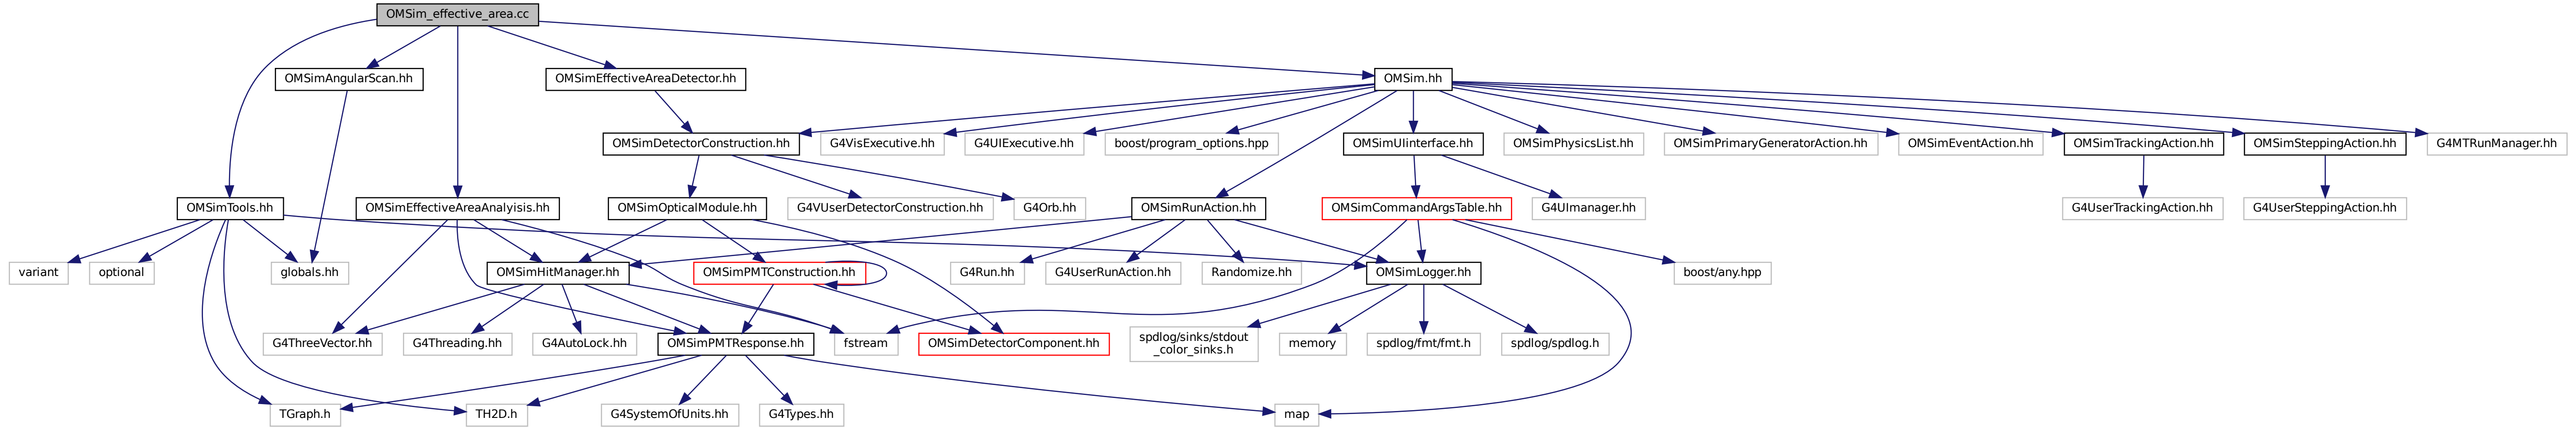 OMSim_effective_area.cc
OMSimAngularScan.hh
OMSimEffectiveAreaDetector.hh
OMSim.hh
OMSimDetectorConstruction.hh
G4VisExecutive.hh
G4UIExecutive.hh
boost/program_options.hpp
OMSimUIinterface.hh
OMSimPhysicsList.hh
OMSimPrimaryGeneratorAction.hh
OMSimEventAction.hh
OMSimTrackingAction.hh
OMSimSteppingAction.hh
G4MTRunManager.hh
OMSimTools.hh
OMSimEffectiveAreaAnalyisis.hh
OMSimOpticalModule.hh
G4VUserDetectorConstruction.hh
G4Orb.hh
OMSimRunAction.hh
OMSimCommandArgsTable.hh
G4UImanager.hh
G4UserTrackingAction.hh
G4UserSteppingAction.hh
variant
optional
globals.hh
OMSimHitManager.hh
OMSimPMTConstruction.hh
G4Run.hh
G4UserRunAction.hh
Randomize.hh
OMSimLogger.hh
boost/any.hpp
G4ThreeVector.hh
G4Threading.hh
G4AutoLock.hh
OMSimPMTResponse.hh
fstream
OMSimDetectorComponent.hh
spdlog/sinks/stdout
_color_sinks.h
memory
spdlog/fmt/fmt.h
spdlog/spdlog.h
TGraph.h
TH2D.h
G4SystemOfUnits.hh
G4Types.hh
map